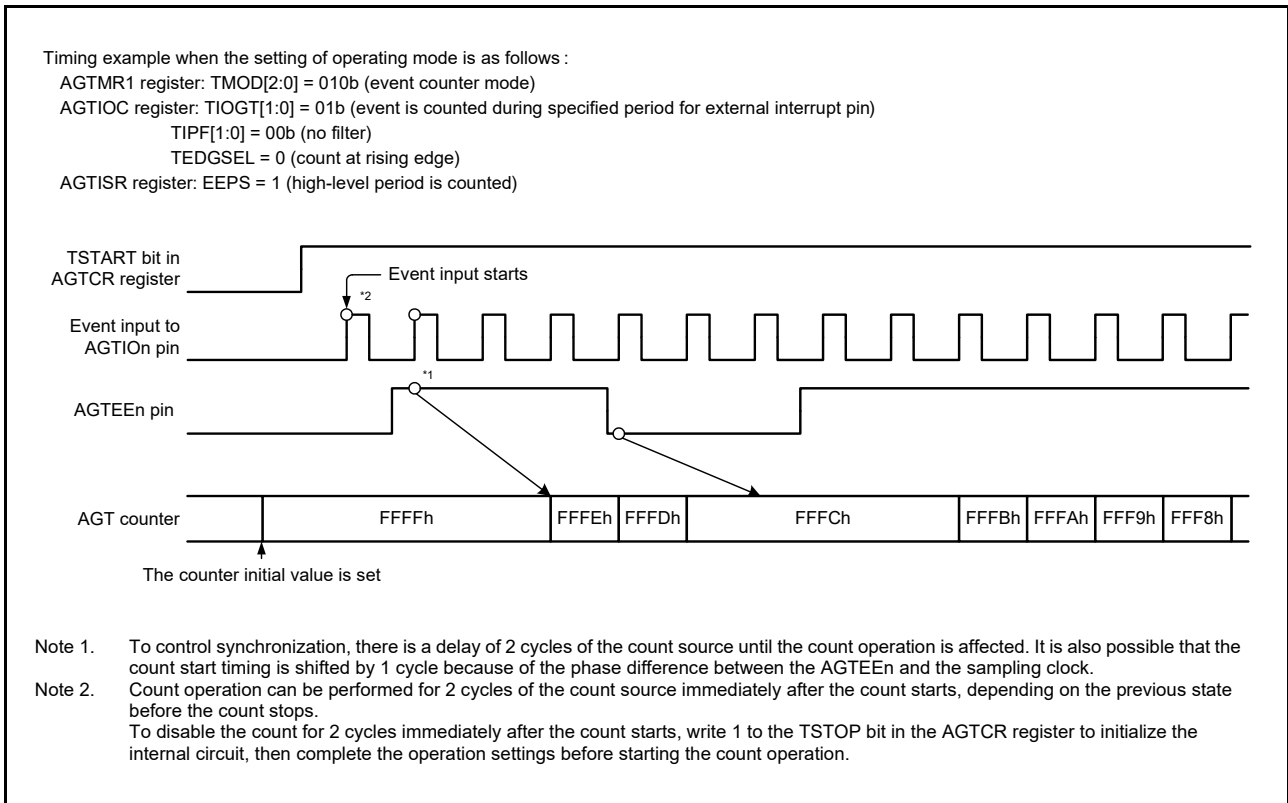 Timing example when the setting of operating mode is as follows :
AGTMR1 register: TMOD[2:0] = 010b (event counter mode)
AGTIOC register: TIOGT[1:0] = 01b (event is counted during specified period for external interrupt pin)
TIPF[1:0] = 00b (no filter)
TEDGSEL = 0 (count at rising edge)
AGTISR register: EEPS = 1 (high-level period is counted)
TSTART bit in
AGTCR register
Event input starts
*2
Event input to
AGTIOn pin
*1
AGTEEn pin
AGT counter
FFFFh
FFFEh
FFFDh
FFFCh
FFFBh
FFFAh
FFF9h
FFF8h
The counter initial value is set
Note 1. To control synchronization, there is a delay of 2 cycles of the count source until the count operation is affected. It is also possible that the
count start timing is shifted by 1 cycle because of the phase difference between the AGTEEn and the sampling clock.
Note 2. Count operation can be performed for 2 cycles of the count source immediately after the count starts, depending on the previous state
before the count stops.
To disable the count for 2 cycles immediately after the count starts, write 1 to the TSTOP bit in the AGTCR register to initialize the
internal circuit, then complete the operation settings before starting the count operation.